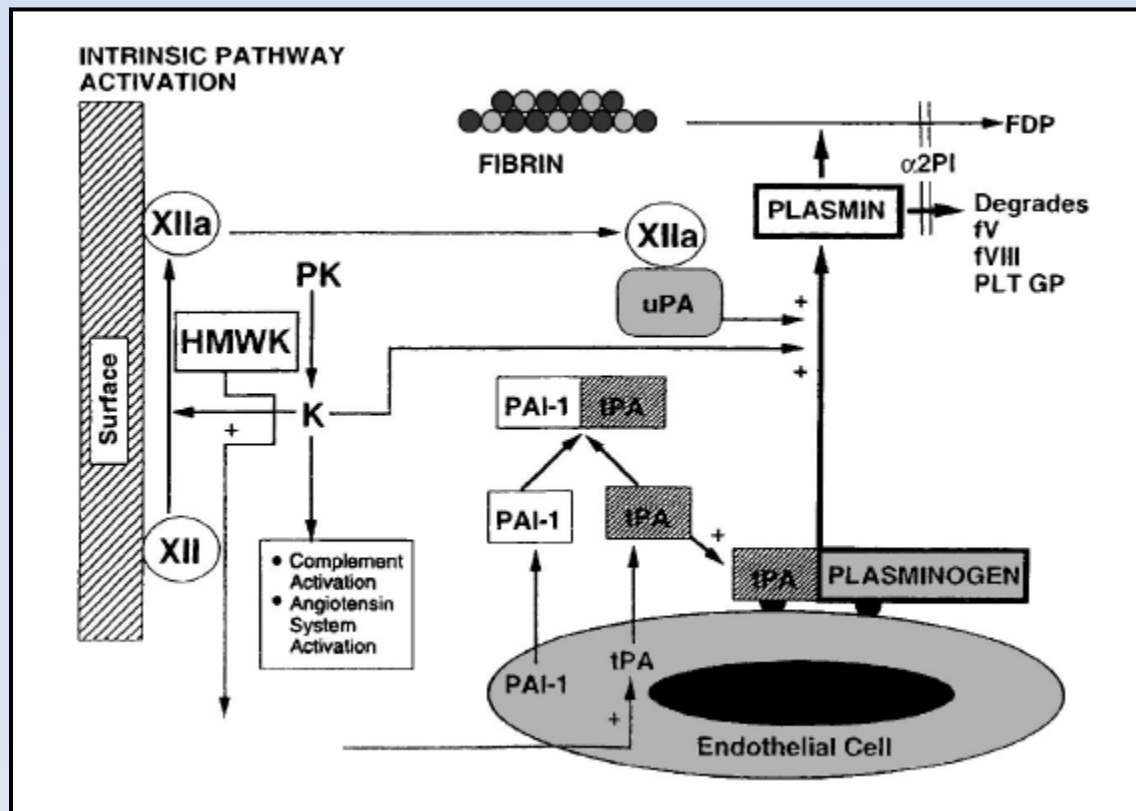 INTRINSIC PATHWAY
ACTIVATION
FIBRIN
FDP
α2PI
PLASMIN
Degrades
fV
fVIII
PLT GP
XIIa
XIIa
uPA
+
+
PK
HMWK
K
+
Surface
XII
• Complement
Activation
• Angiotensin
System
Activation
PAI-1 tPA
PAI-1
tPA
+
tPA PLASMINOGEN
PAI-1
tPA
+
Endothelial Cell